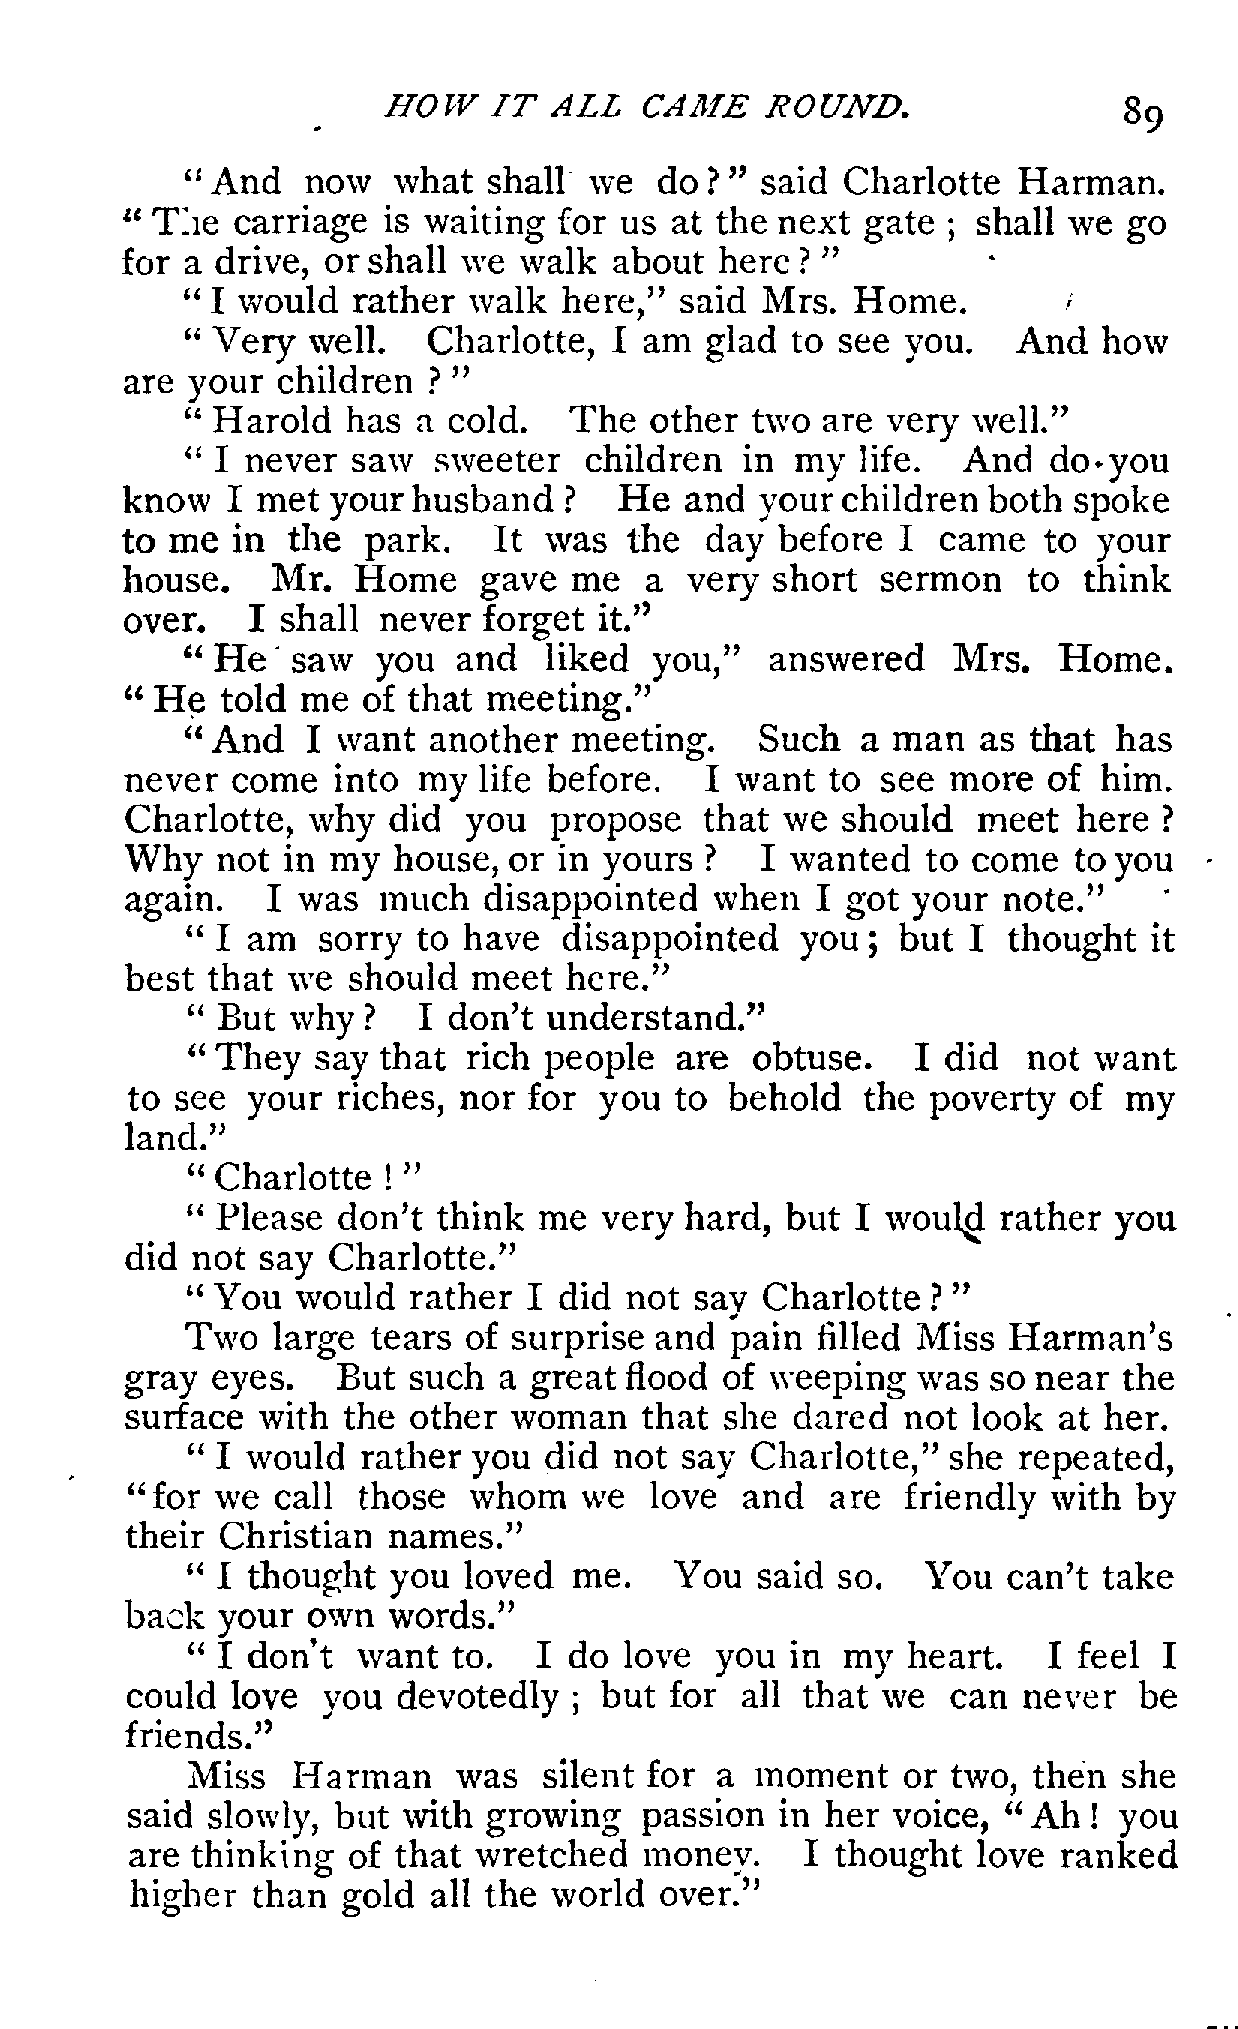 HOW IT ALL CAME ROUND. 89
"And now what shall we do?" said Charlotte Harman.
"The carriage is waiting for us at the next gate; shall we go
for a drive, or shall we walk about here?"
"I would rather walk here," said Mrs. Home.
"Very well. Charlotte, I am glad to see you. And how
are your children?"
"Harold has a cold. The other two are very well."
"I never saw sweeter children in my life. And do you
know I met your husband? He and your children both spoke
to me in the park. It was the day before I came to your
house. Mr. Home gave me a very short sermon to think
over. I shall never forget it."
"He saw you and liked you," answered Mrs. Home.
"He told me of that meeting."
"And I want another meeting. Such a man as that has
never come into my life before. I want to see more of him.
Charlotte, why did you propose that we should meet here?
Why not in my house, or in yours? I wanted to come to you
again. I was much disappointed when I got your note."
"I am sorry to have disappointed you; but I thought it
best that we should meet here."
"But why? I don't understand."
"They say that rich people are obtuse. I did not want
to see your riches, nor for you to behold the poverty of my
land."
"Charlotte!"
"Please don't think me very hard, but I would rather you
did not say Charlotte."
"You would rather I did not say Charlotte?"
Two large tears of surprise and pain filled Miss Harman's
gray eyes. But such a great flood of weeping was so near the
surface with the other woman that she dared not look at her.
"I would rather you did not say Charlotte," she repeated,
"for we call those whom we love and are friendly with by
their Christian names."
"I thought you loved me. You said so. You can't take
back your own words."
"I don't want to. I do love you in my heart. I feel I
could love you devotedly; but for all that we can never be
friends."
Miss Harman was silent for a moment or two, then she
said slowly, but with growing passion in her voice, "Ah! you
are thinking of that wretched money. I thought love ranked
higher than gold all the world over."